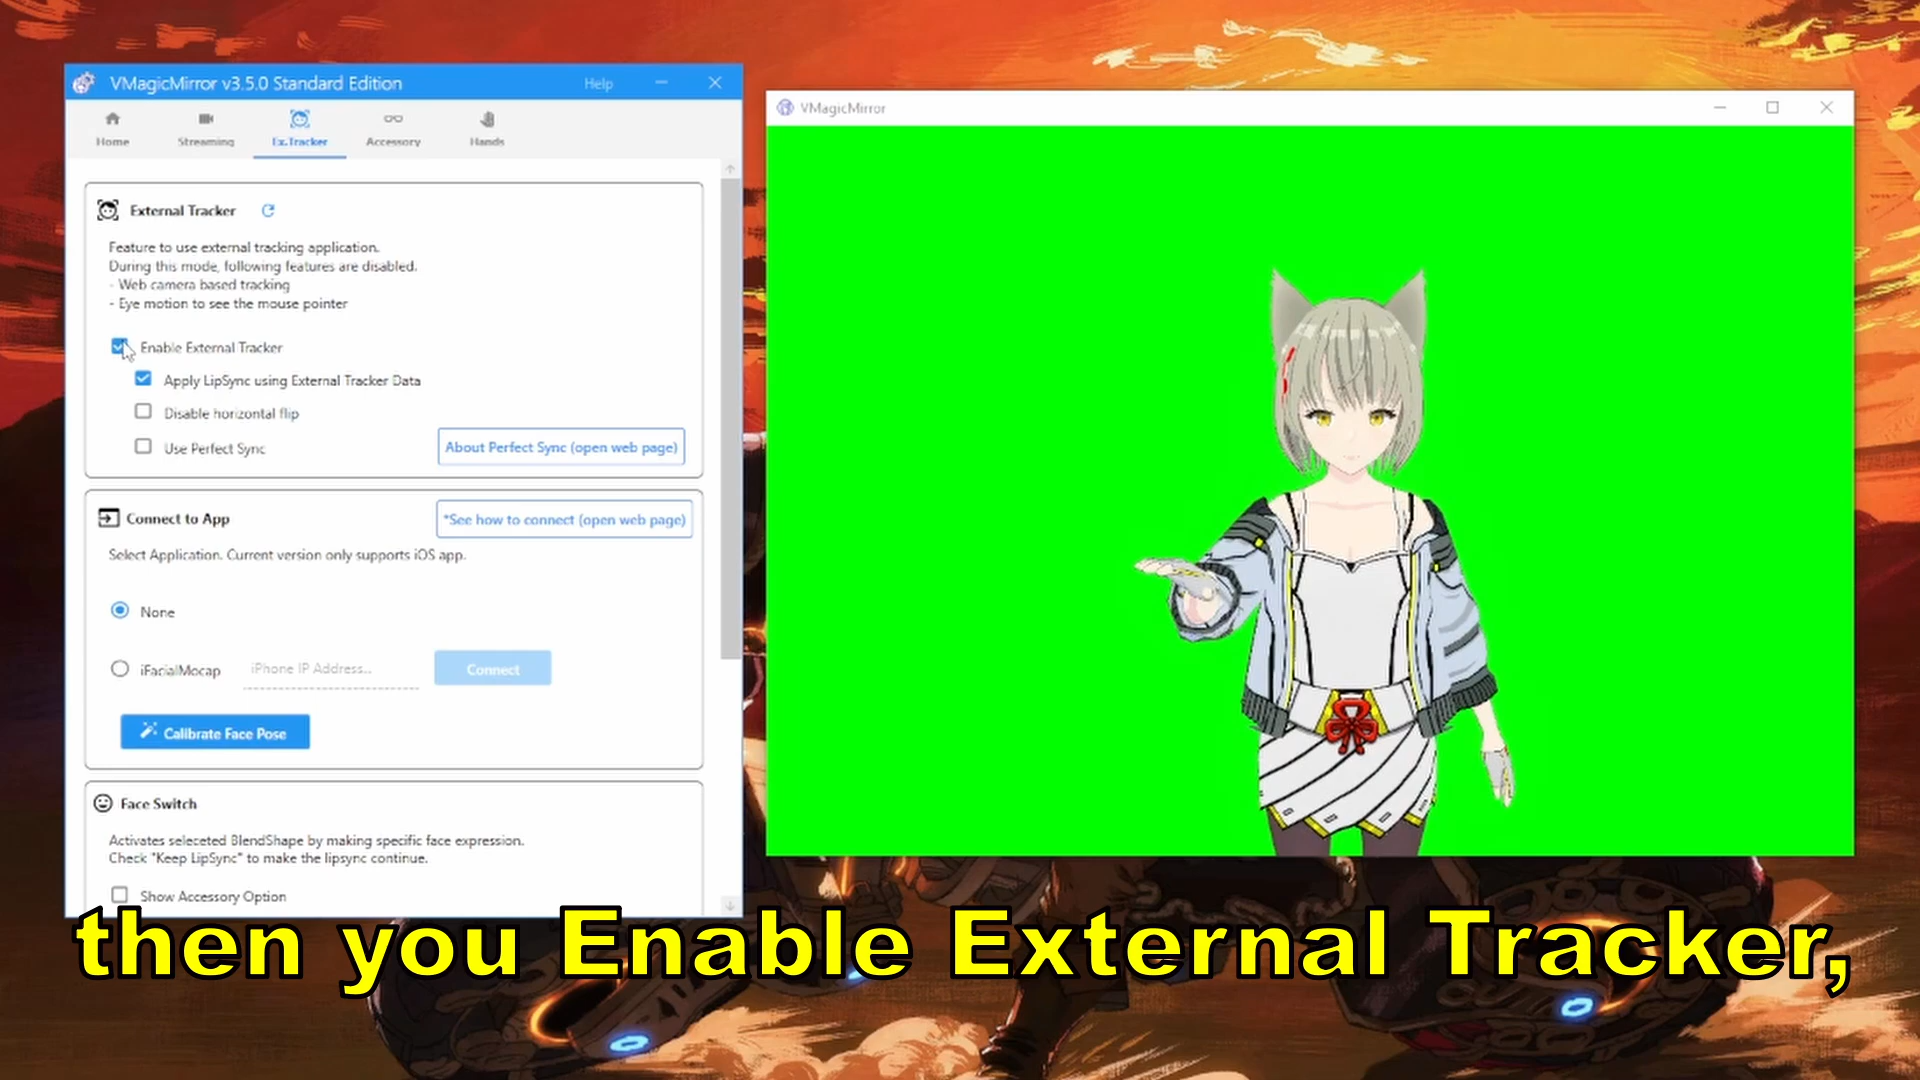 VMagicMirror v3.5.0 Standard Edition
Help
Home
Streaming
Ex.Tracker
Accessory
Hands
External Tracker
Feature to use external tracking application.
During this mode, following features are disabled.
- Web camera based tracking
- Eye motion to see the mouse pointer
Enable External Tracker
Apply LipSync using External Tracker Data
Disable horizontal flip
Use Perfect Sync
About Perfect Sync (open web page)
Connect to App
*See how to connect (open web page)
Select Application. Current version only supports iOS app.
None
iFacialMocap
iPhone IP Address...
Connect
Calibrate Face Pose
Face Switch
Activates seleceted BlendShape by making specific face expression.
Check "Keep LipSync" to make the lipsync continue.
Show Accessory Option
VMagicMirror
then you Enable External Tracker,